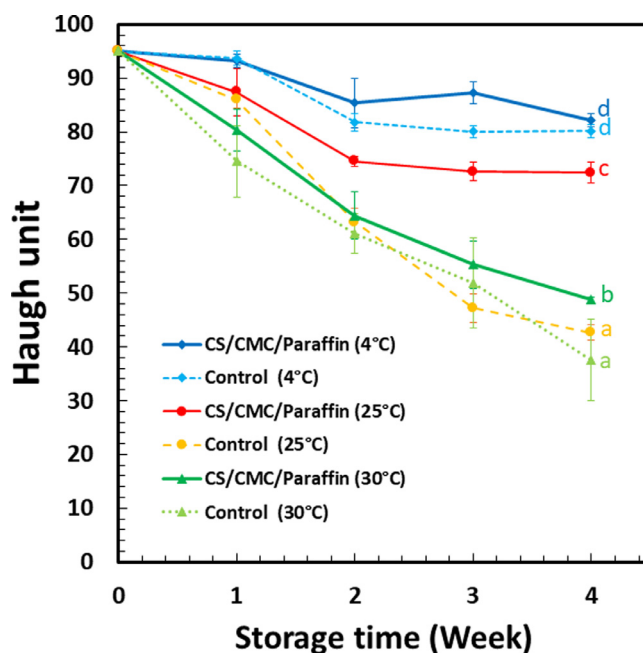 Haugh unit
100
90
80
70
60
50
40
30
20
10
0
d
d
c
b
a
a
CS/CMC/Paraffin (4°C)
Control (4°C)
CS/CMC/Paraffin (25°C)
Control (25°C)
CS/CMC/Paraffin (30°C)
Control (30°C)
0 1 2 3 4
Storage time (Week)